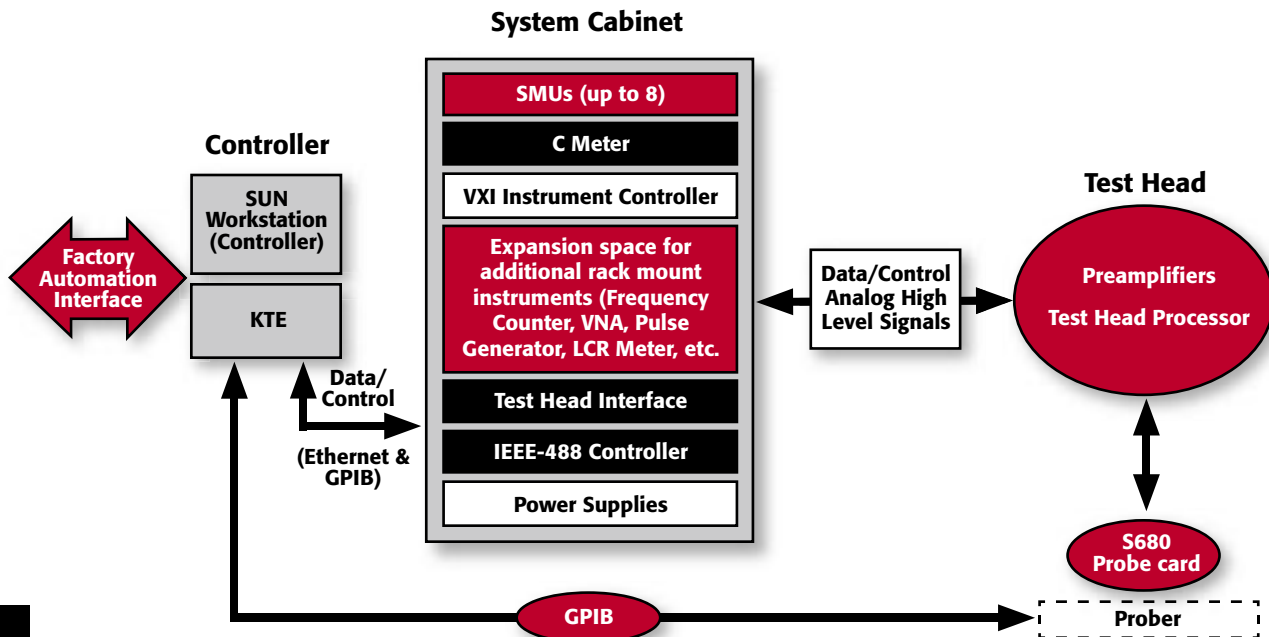 System Cabinet
SMUs (up to 8)
C Meter
VXI Instrument Controller
Expansion space for
additional rack mount
instruments (Frequency
Counter, VNA, Pulse
Generator, LCR Meter, etc.
Test Head Interface
IEEE-488 Controller
Power Supplies
Controller
SUN
Workstation
(Controller)
KTE
Factory
Automation
Interface
Data/
Control
(Ethernet &
GPIB)
Data/Control
Analog High
Level Signals
Test Head
Preamplifiers
Test Head Processor
S680
Probe card
Prober
GPIB